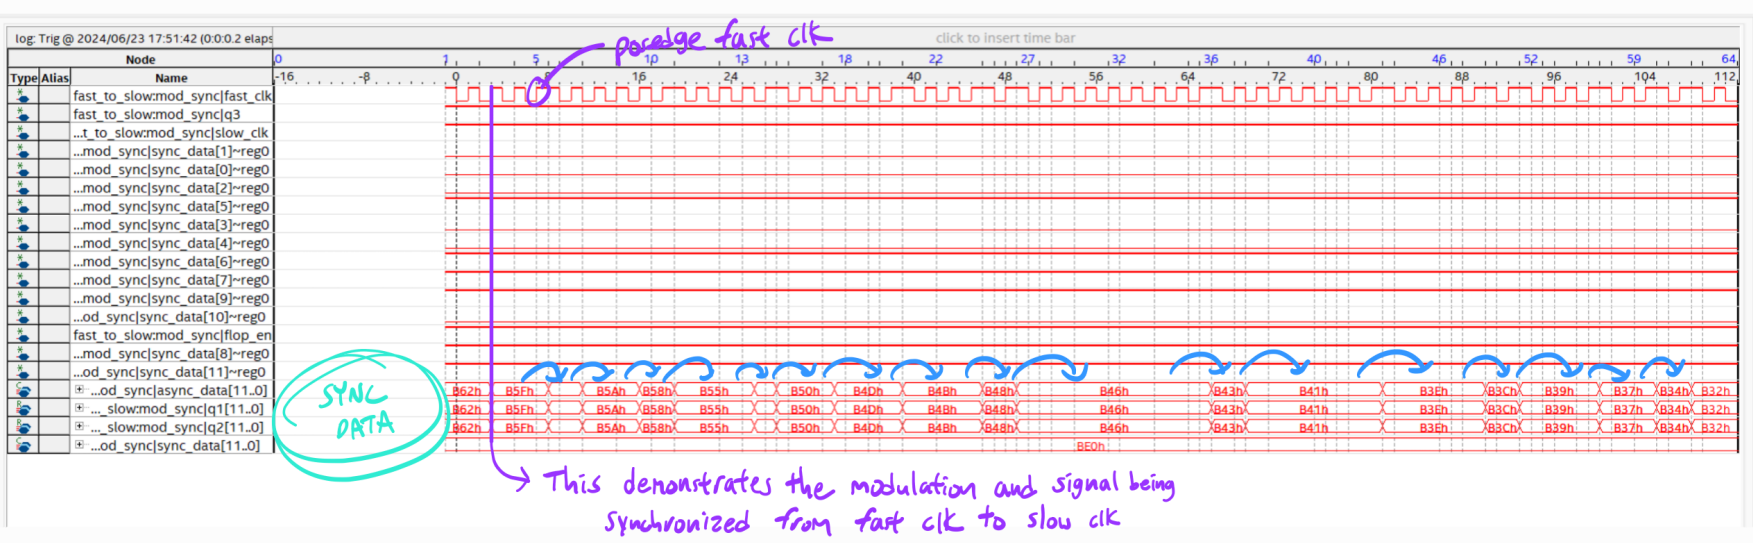 log: Trig @ 2024/06/23 17:51:42 (0:0:0.2 elaps
posedge fast clk
click to insert time bar
Node
0 1 5 10 13 18 22 27 32 36 40 46 52 59 64
Type Alias Name
-16 -8 0 8 16 24 32 40 48 56 64 72 80 88 96 104 112
fast_to_slow:mod_sync|fast_clk
fast_to_slow:mod_sync|q3
...t_to_slow:mod_sync|slow_clk
...mod_sync|sync_data[1]~reg0
...mod_sync|sync_data[0]~reg0
...mod_sync|sync_data[2]~reg0
...mod_sync|sync_data[5]~reg0
...mod_sync|sync_data[3]~reg0
...mod_sync|sync_data[4]~reg0
...mod_sync|sync_data[6]~reg0
...mod_sync|sync_data[7]~reg0
...mod_sync|sync_data[9]~reg0
...od_sync|sync_data[10]~reg0
fast_to_slow:mod_sync|flop_en
...mod_sync|sync_data[8]~reg0
...od_sync|sync_data[11]~reg0
...od_sync|async_data[11..0] B62h B5Fh B5Ah B58h B55h B50h B4Dh B4Bh B48h B46h B43h B41h B3Eh B3Ch B39h B37h B34h B32h
..._slow:mod_sync|q1[11..0] B62h B5Fh B5Ah B58h B55h B50h B4Dh B4Bh B48h B46h B43h B41h B3Eh B3Ch B39h B37h B34h B32h
..._slow:mod_sync|q2[11..0] B62h B5Fh B5Ah B58h B55h B50h B4Dh B4Bh B48h B46h B43h B41h B3Eh B3Ch B39h B37h B34h B32h
...od_sync|sync_data[11..0] BE0h
SYNC
DATA
This demonstrates the modulation and signal being
synchronized from fast clk to slow clk